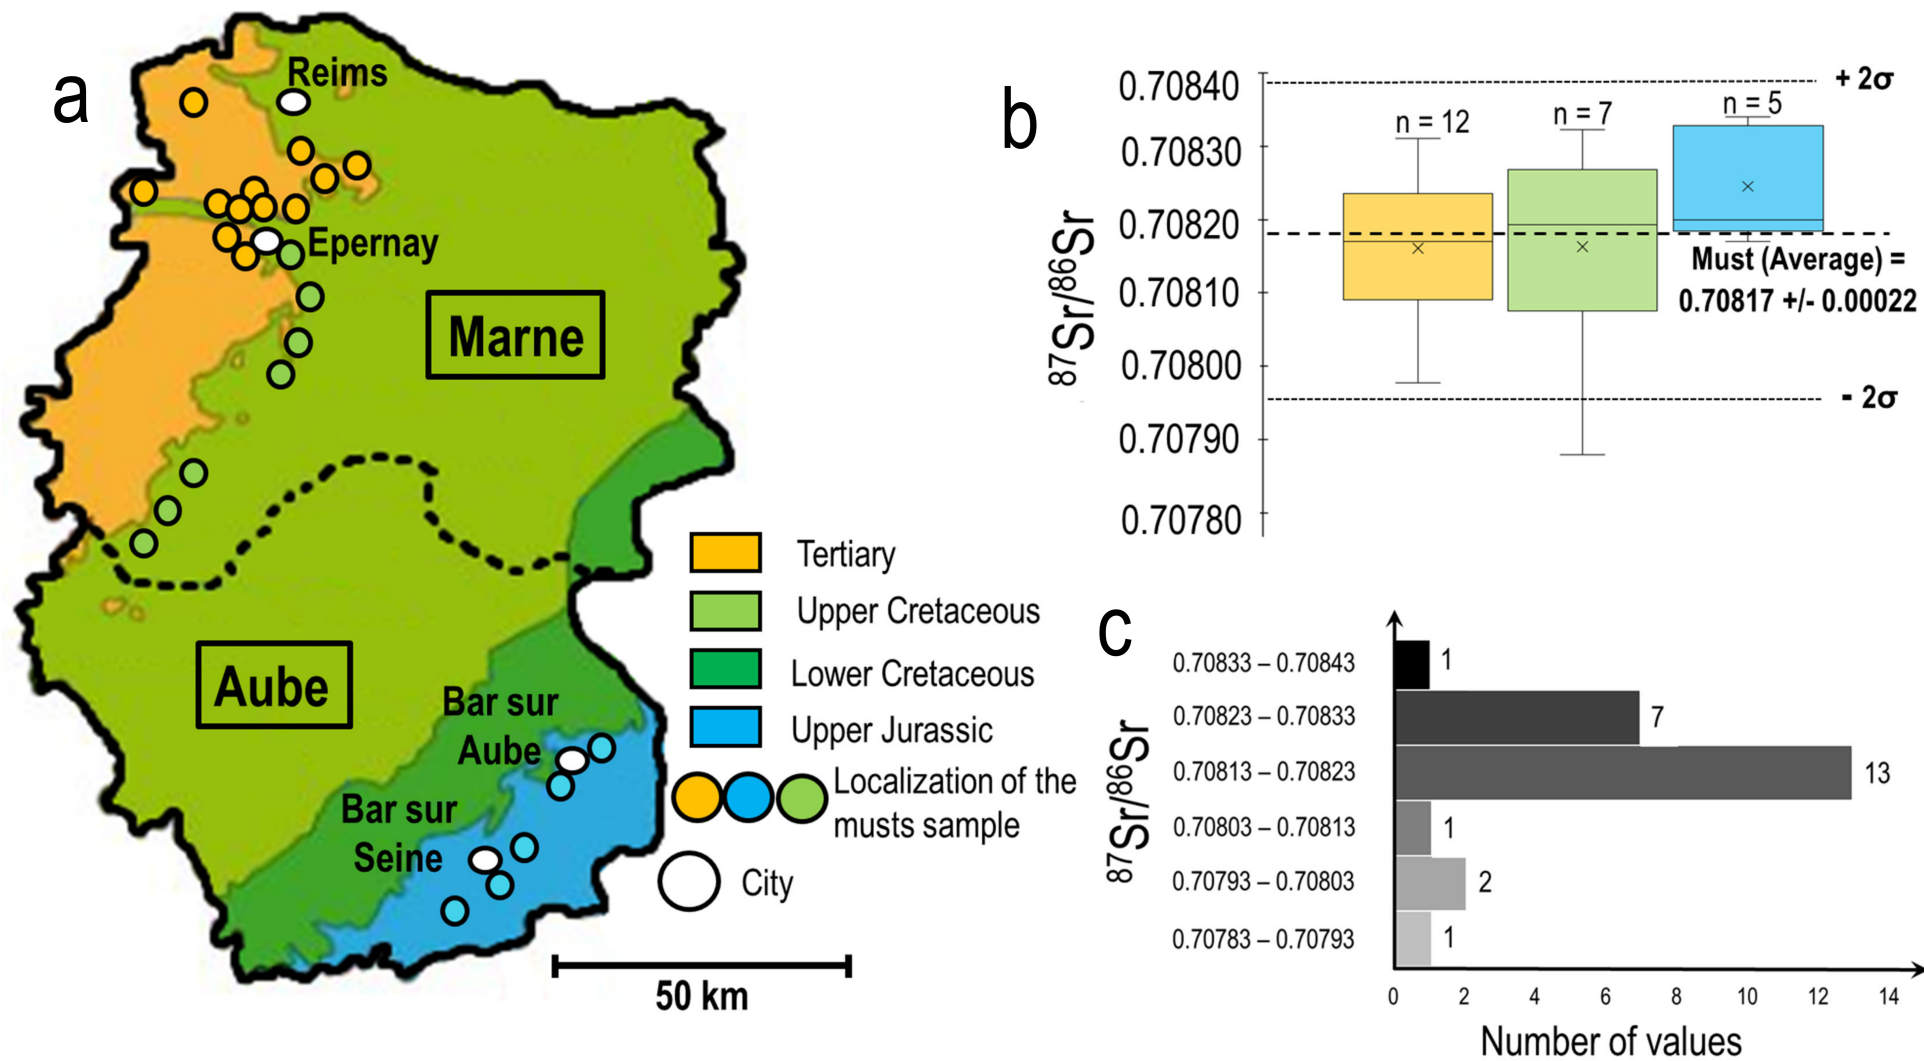 a
Reims
Epernay
Marne
Aube
Bar sur
Aube
Bar sur
Seine
Tertiary
Upper Cretaceous
Lower Cretaceous
Upper Jurassic
Localization of the
musts sample
City
50 km
b
⁸⁷Sr/⁸⁶Sr
0.70840
0.70830
0.70820
0.70810
0.70800
0.70790
0.70780
+ 2σ
n = 12
n = 7
n = 5
Must (Average) =
0.70817 +/- 0.00022
- 2σ
c
⁸⁷Sr/⁸⁶Sr
0.70833 – 0.70843
1
0.70823 – 0.70833
7
0.70813 – 0.70823
13
0.70803 – 0.70813
1
0.70793 – 0.70803
2
0.70783 – 0.70793
1
0 2 4 6 8 10 12 14
Number of values